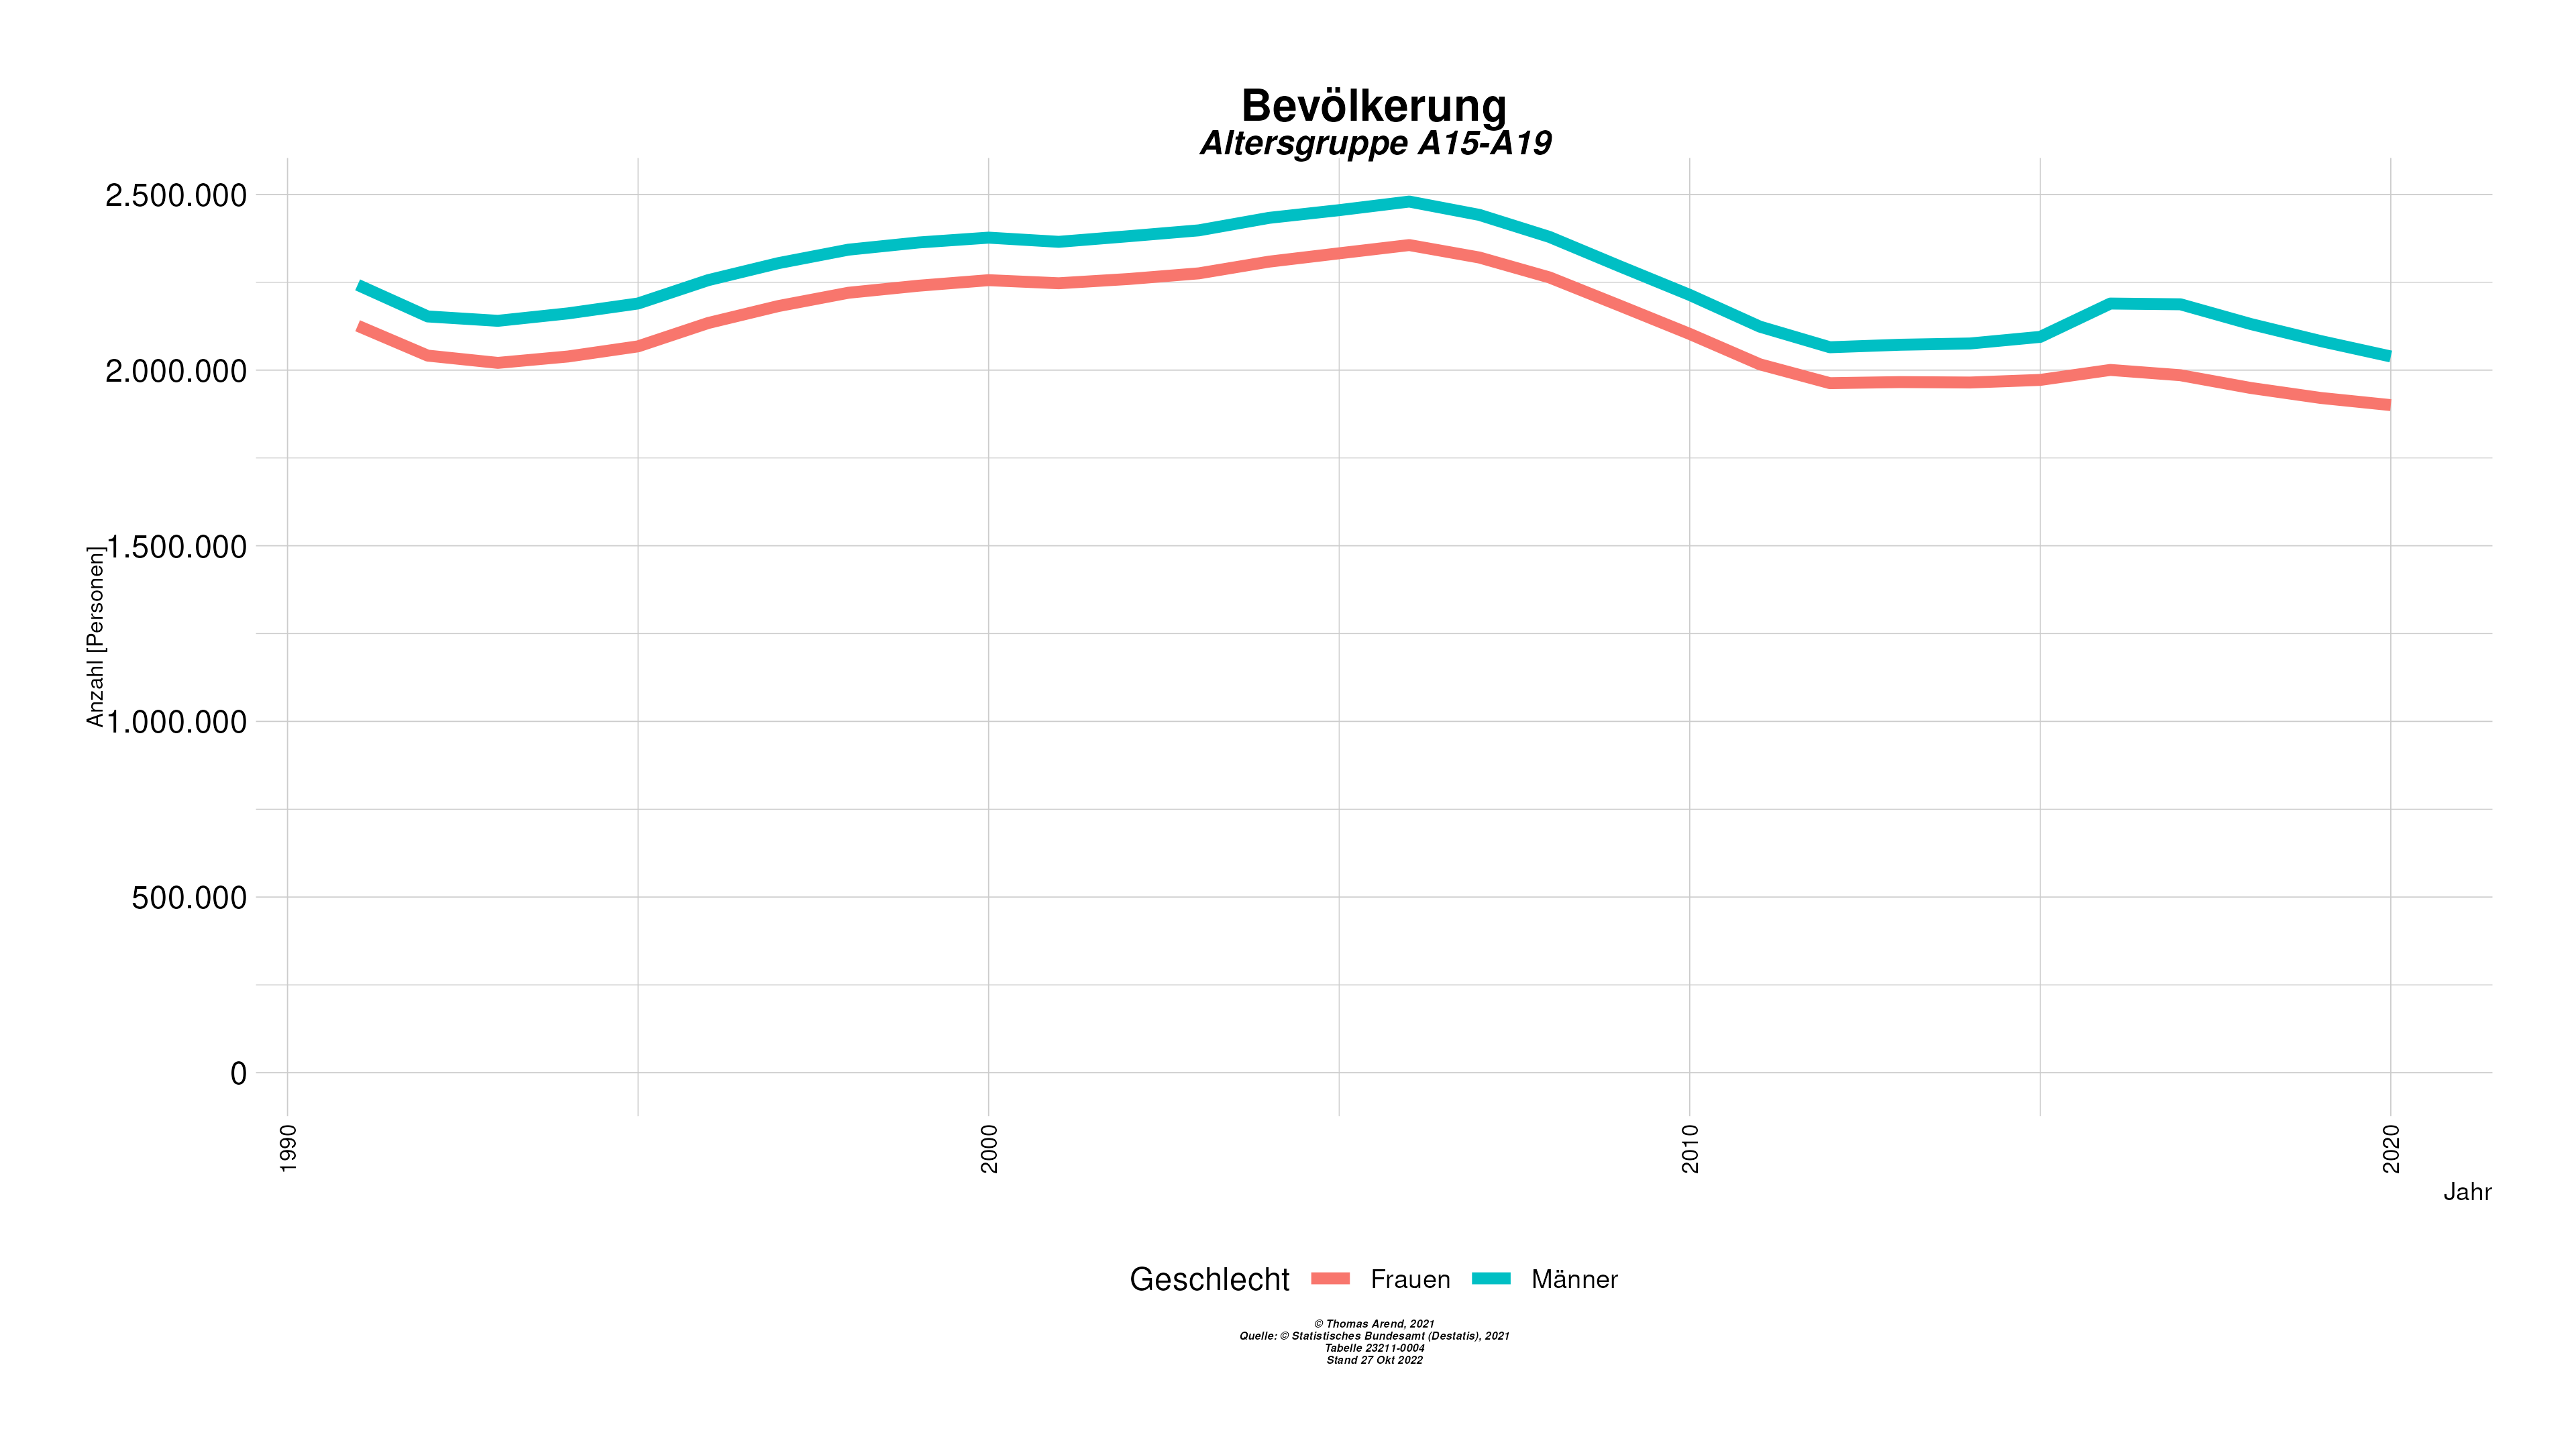 Bevölkerung
Altersgruppe A15-A19
2.500.000
2.000.000
1.500.000
1.000.000
500.000
0
Anzahl [Personen]
1990
2000
2010
2020
Jahr
Geschlecht Frauen Männer
© Thomas Arend, 2021
Quelle: © Statistisches Bundesamt (Destatis), 2021
Tabelle 23211-0004
Stand 27 Okt 2022